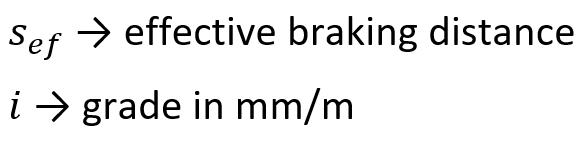 s_ef → effective braking distance
i → grade in mm/m